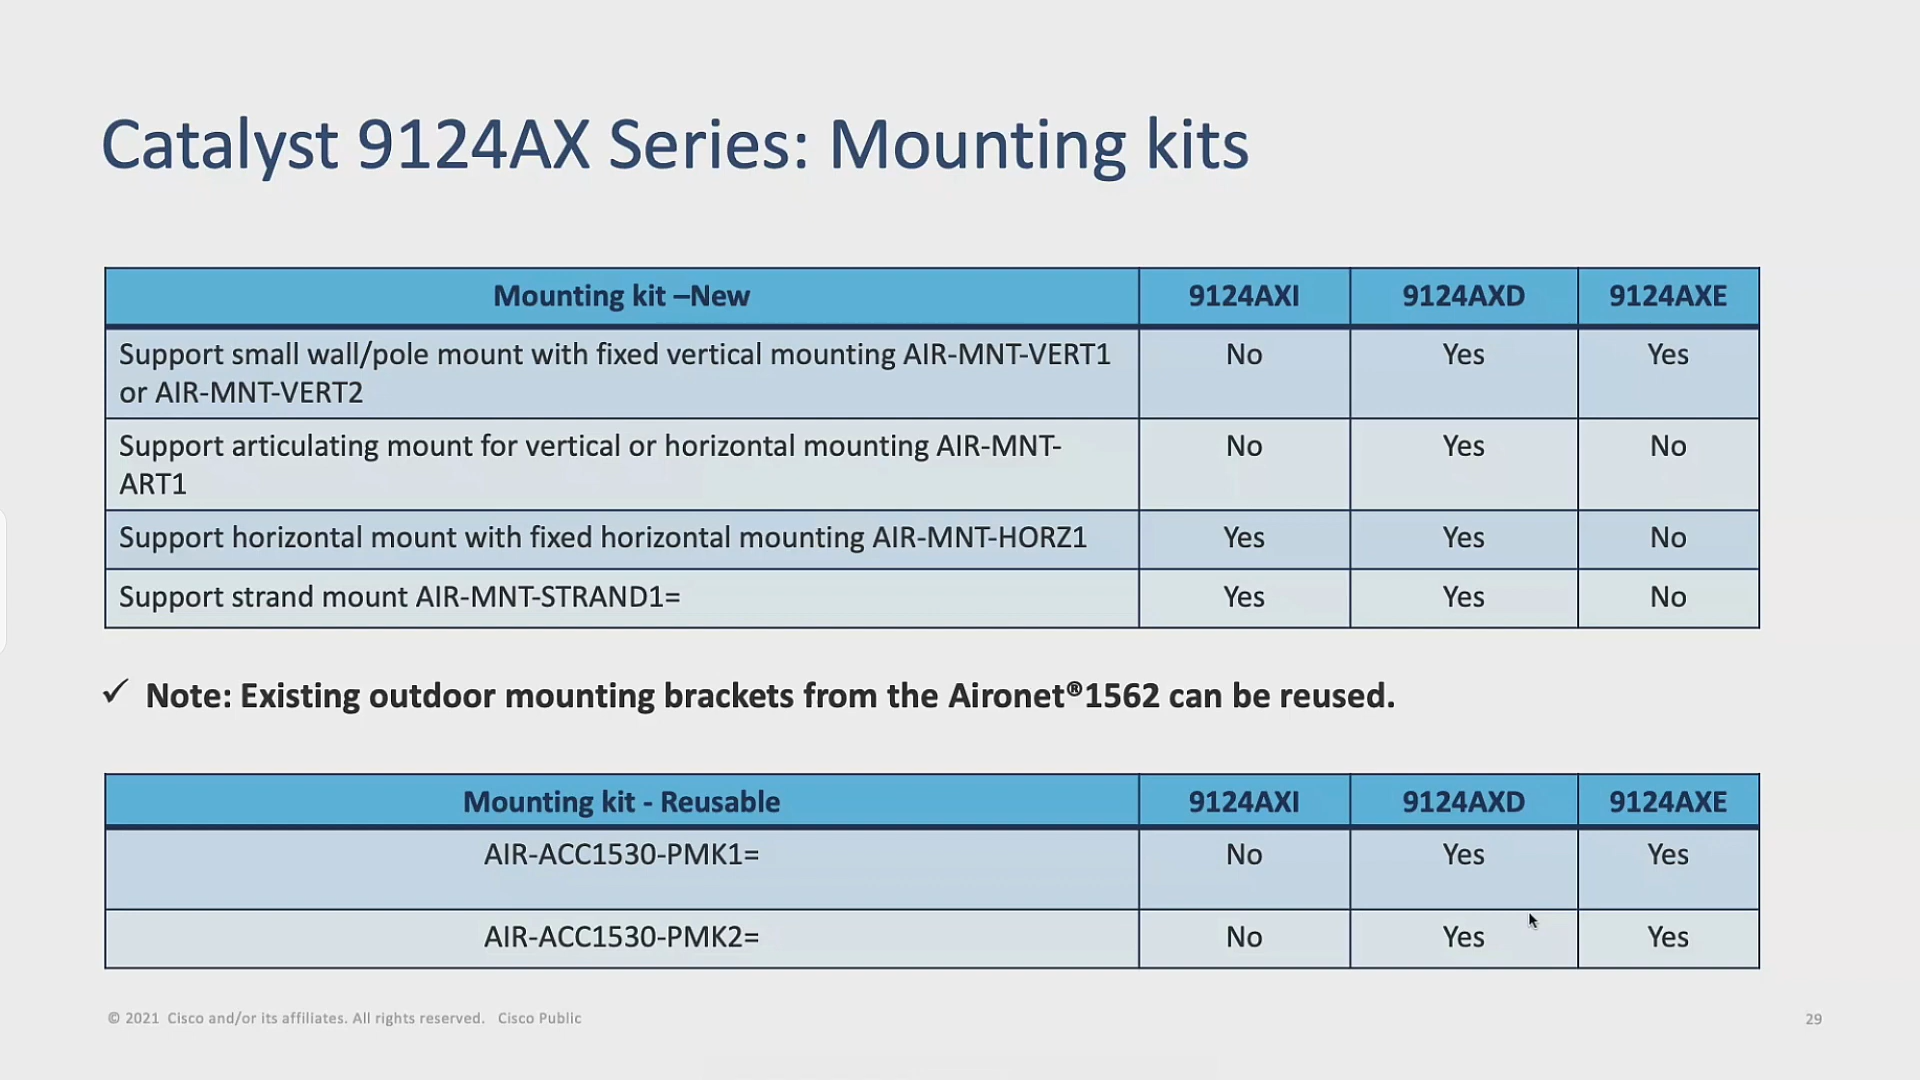 Catalyst 9124AX Series: Mounting kits
Mounting kit –New 9124AXI 9124AXD 9124AXE
Support small wall/pole mount with fixed vertical mounting AIR-MNT-VERT1 No Yes Yes
or AIR-MNT-VERT2
Support articulating mount for vertical or horizontal mounting AIR-MNT- No Yes No
ART1
Support horizontal mount with fixed horizontal mounting AIR-MNT-HORZ1 Yes Yes No
Support strand mount AIR-MNT-STRAND1= Yes Yes No
✓ Note: Existing outdoor mounting brackets from the Aironet®1562 can be reused.
Mounting kit - Reusable 9124AXI 9124AXD 9124AXE
AIR-ACC1530-PMK1= No Yes Yes
AIR-ACC1530-PMK2= No Yes Yes
© 2021 Cisco and/or its affiliates. All rights reserved. Cisco Public 29